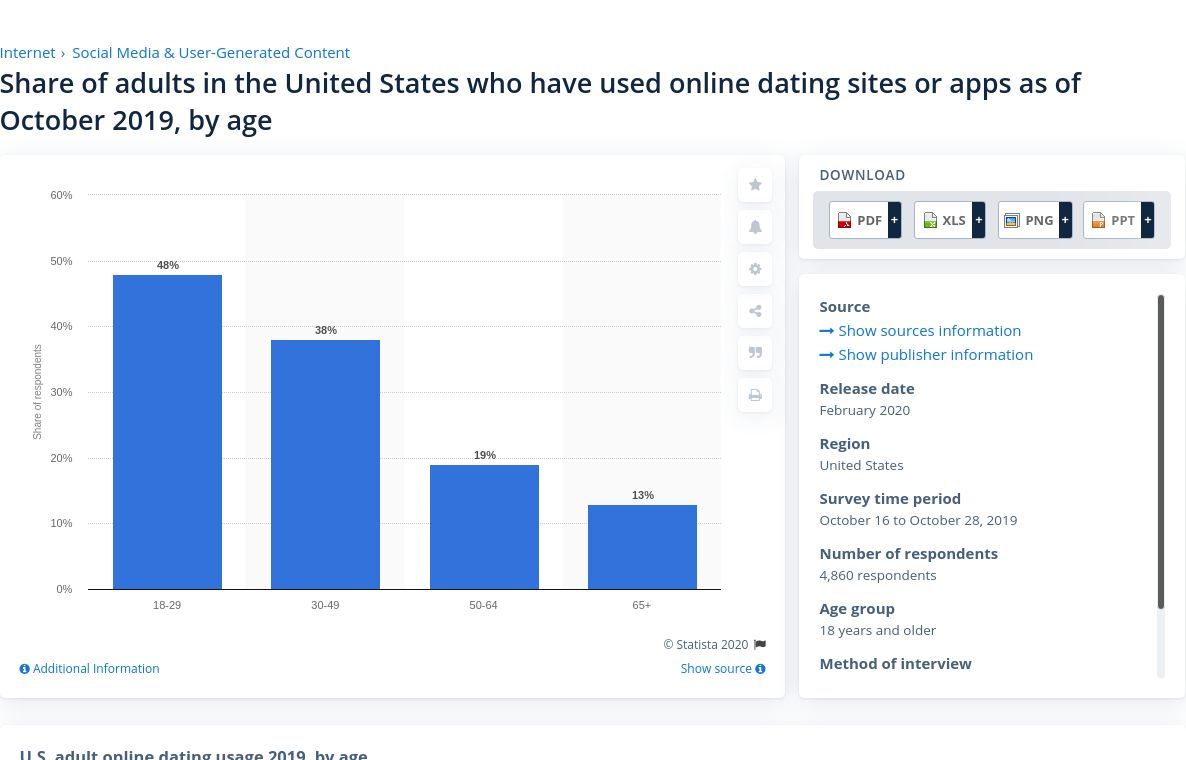 Internet › Social Media & User-Generated Content
Share of adults in the United States who have used online dating sites or apps as of
October 2019, by age
60%
50%
40%
30%
20%
10%
0%
Share of respondents
48%
38%
19%
13%
18-29
30-49
50-64
65+
© Statista 2020
Additional Information
Show source
DOWNLOAD
PDF +
XLS +
PNG +
PPT +
Source
Show sources information
Show publisher information
Release date
February 2020
Region
United States
Survey time period
October 16 to October 28, 2019
Number of respondents
4,860 respondents
Age group
18 years and older
Method of interview
U.S. adult online dating usage 2019, by age